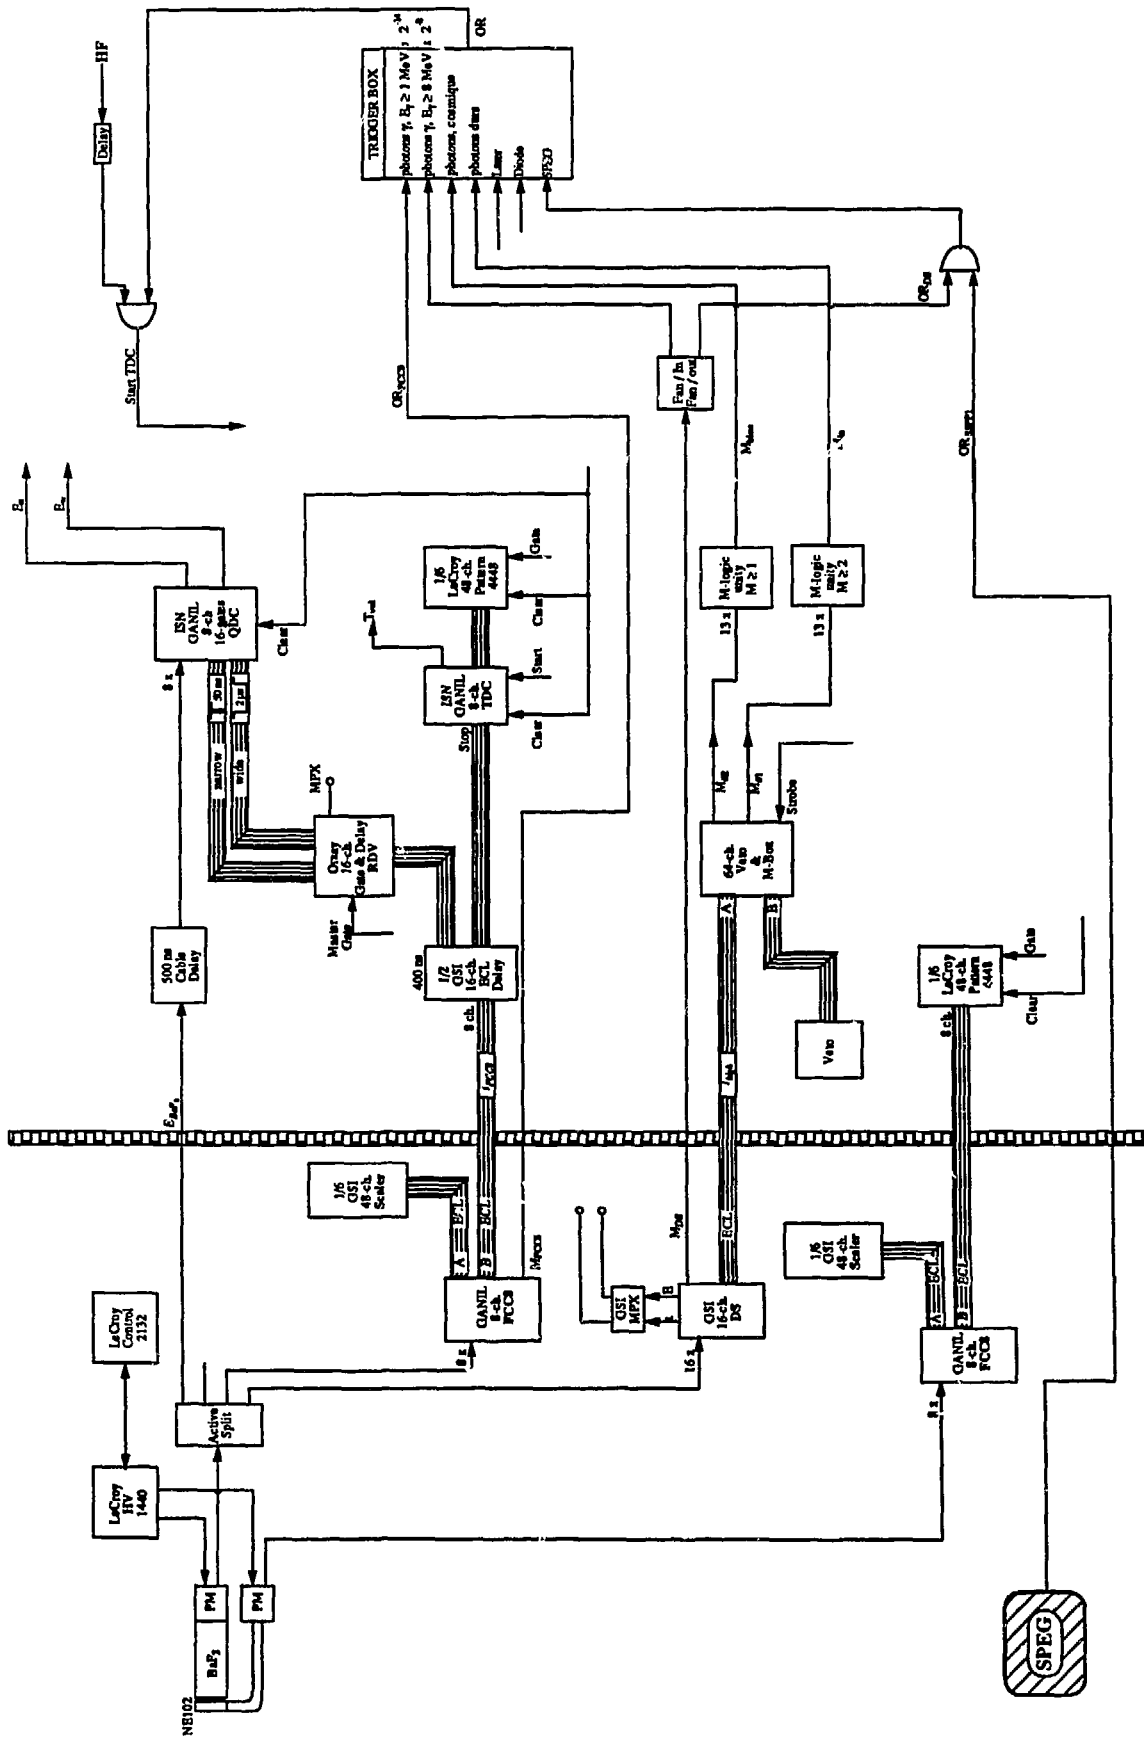 NE102
BaF₂
PM
PM
LeCroy
HV
1440
LeCroy
Control
2132
Active
Split
8 x
16 x
8 x
GANIL
8-ch.
FCC8
A
ECL
B
ECL
M_FCC8
1/6
GSI
48-ch.
Scaler
GSI
MPX
E
GSI
16-ch.
DS
M_DS
ECL
GANIL
8-ch.
FCC8
A
ECL
B
ECL
1/6
GSI
48-ch.
Scaler
SPEG
500 ns
Cable
Delay
8 x
400 ns
1/2
GSI
16-ch.
ECL
Delay
8 ch.
Master
Gate
Orsay
16-ch.
Gate & Delay
RDV
MPX
narrow
50 ns
wide
2 µs
ISN
GANIL
8-ch
16-gates
QDC
Clear
Stop
ISN
GANIL
8-ch.
TDC
Clear
Start
1/6
LeCroy
48-ch.
Pattern
4448
Clear
Gate
A
B
64-ch.
Veto
&
M-Box
Strobe
Veto
8 ch.
1/6
LeCroy
48-ch.
Pattern
4448
Clear
Gate
13 x
M-logic
unity
M ≥ 1
13 x
M-logic
unity
M ≥ 2
Fan / In
Fan / out
OR_FCC8
OR_DS
Start TDC
Delay
HF
TRIGGER BOX
photons γ, E_γ ≥ 1 MeV ; 2⁻¹⁴
photons γ, E_γ ≥ 8 MeV ; 2⁻⁸
photons, cosmique
photons durs
Laser
Diode
SPEG
OR